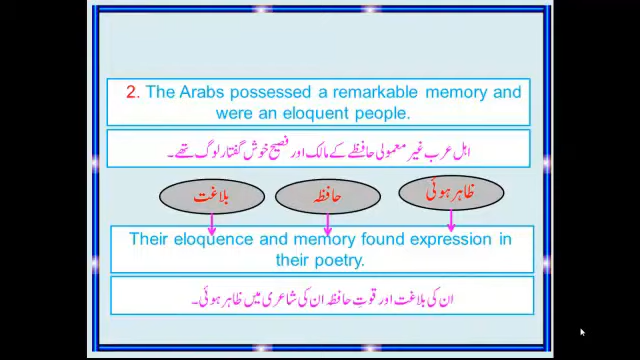 2. The Arabs possessed a remarkable memory and
were an eloquent people.
اہل عرب غیر معمولی حافظے کے مالک اور فصیح خوش گفتار لوگ تھے۔
بلاغت حافظہ ظاہر ہوئی
Their eloquence and memory found expression in
their poetry.
ان کی بلاغت اور قوتِ حافظہ ان کی شاعری میں ظاہر ہوئی۔